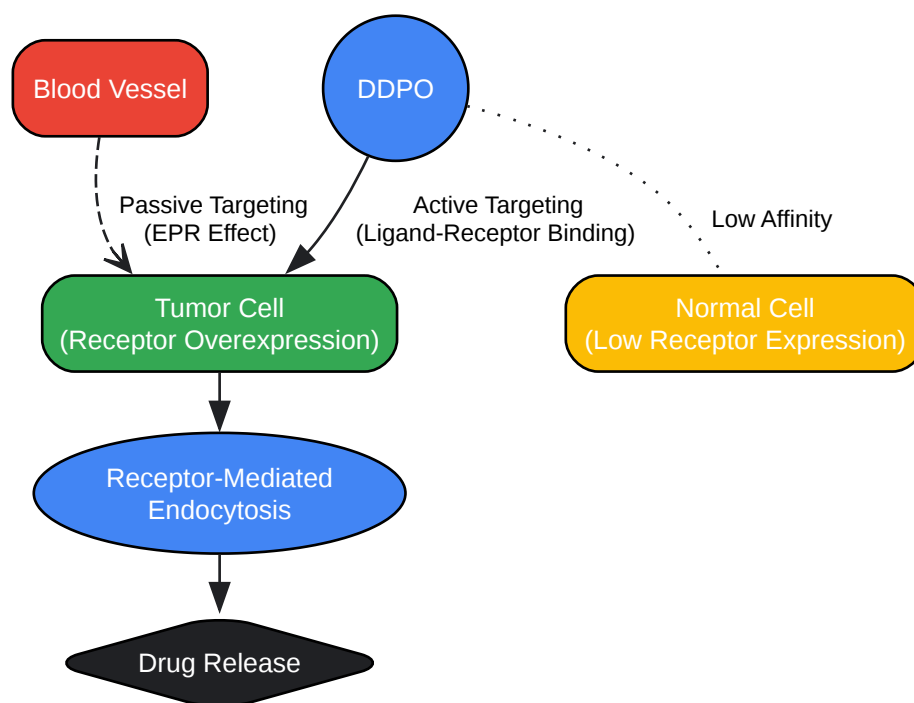 Blood Vessel
DDPO
Passive Targeting
(EPR Effect)
Active Targeting
(Ligand-Receptor Binding)
Low Affinity
Tumor Cell
(Receptor Overexpression)
Normal Cell
(Low Receptor Expression)
Receptor-Mediated
Endocytosis
Drug Release